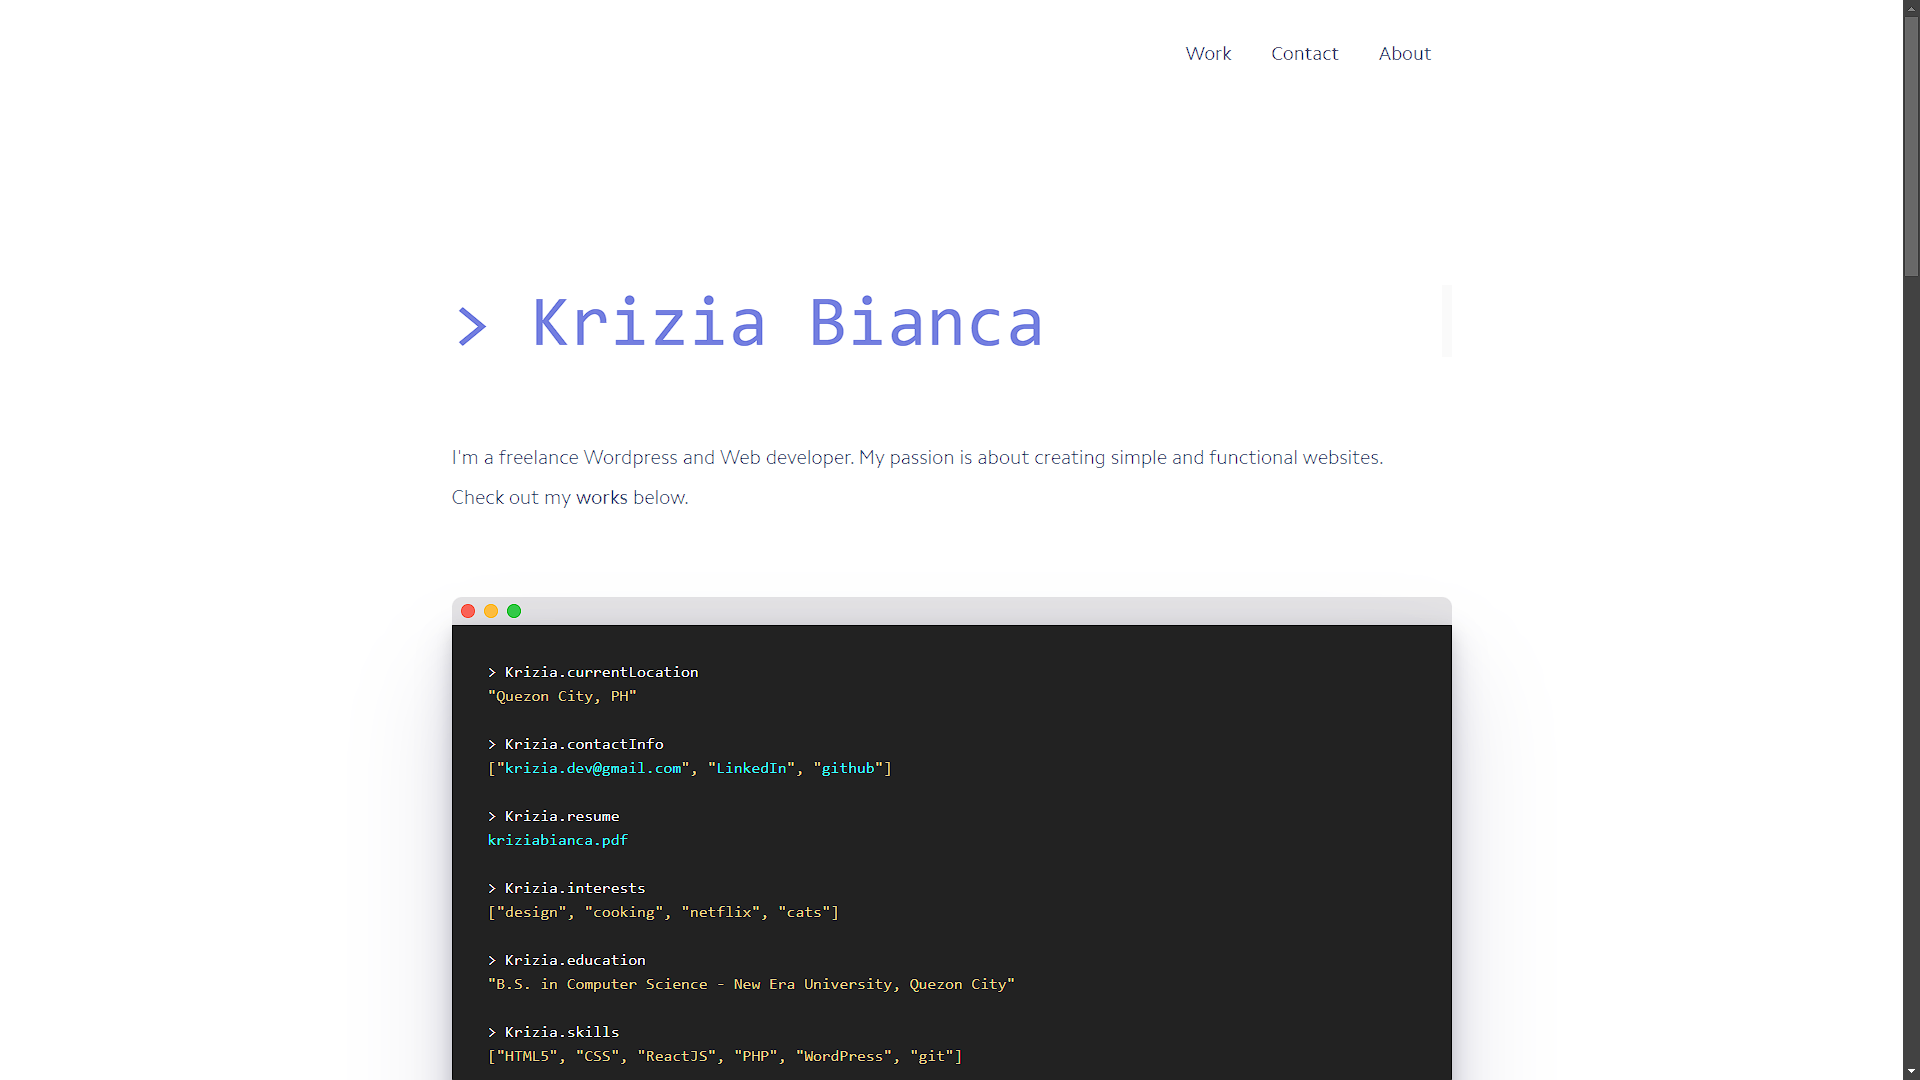 Work Contact About
> Krizia Bianca
I'm a freelance Wordpress and Web developer. My passion is about creating simple and functional websites.
Check out my works below.
> Krizia.currentLocation
"Quezon City, PH"
> Krizia.contactInfo
["krizia.dev@gmail.com", "LinkedIn", "github"]
> Krizia.resume
kriziabianca.pdf
> Krizia.interests
["design", "cooking", "netflix", "cats"]
> Krizia.education
"B.S. in Computer Science - New Era University, Quezon City"
> Krizia.skills
["HTML5", "CSS", "ReactJS", "PHP", "WordPress", "git"]